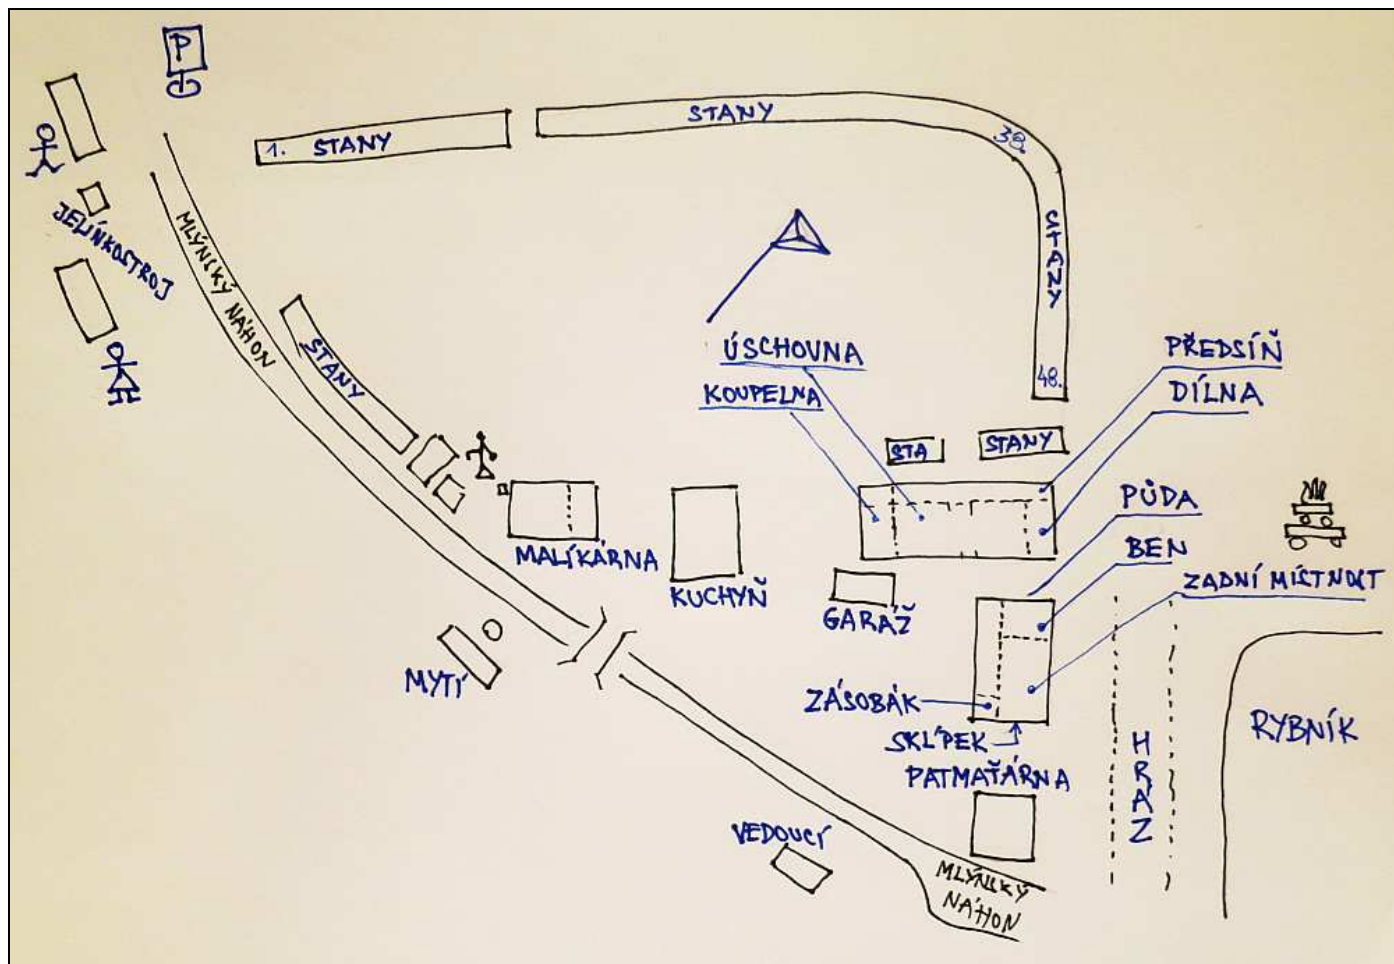 P
1. STANY
STANY
38.
STANY
48.
JELÍNKOSTROJ
MLÝNSKÝ NÁHON
STANY
ÚSCHOVNA
KOUPELNA
PŘEDSÍŇ
DÍLNA
STA
STANY
PŮDA
BEN
ZADNÍ MÍSTNOST
MALÍKÁRNA
KUCHYŇ
GARÁŽ
MYTÍ
ZÁSOBÁK
SKLÍPEK
PATMAŤÁRNA
HRÁZ
RYBNÍK
VEDOUCÍ
MLÝNSKÝ
NÁHON